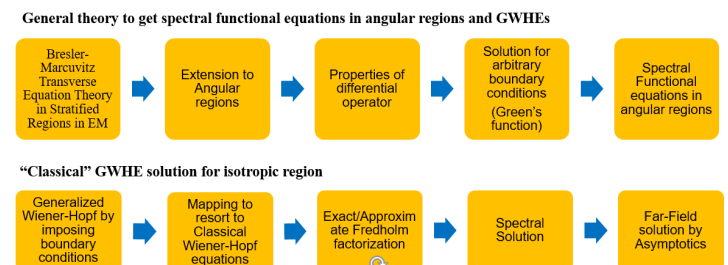 General theory to get spectral functional equations in angular regions and GWHEs
Bresler-
Marcuvitz
Transverse
Equation Theory
in Stratified
Regions in EM
Extension to
Angular
regions
Properties of
differential
operator
Solution for
arbitrary
boundary
conditions
(Green's
function)
Spectral
Functional
equations in
angular regions
“Classical” GWHE solution for isotropic region
Generalized
Wiener-Hopf by
imposing
boundary
conditions
Mapping to
resort to
Classical
Wiener-Hopf
equations
Exact/Approxim
ate Fredholm
factorization
Spectral
Solution
Far-Field
solution by
Asymptotics